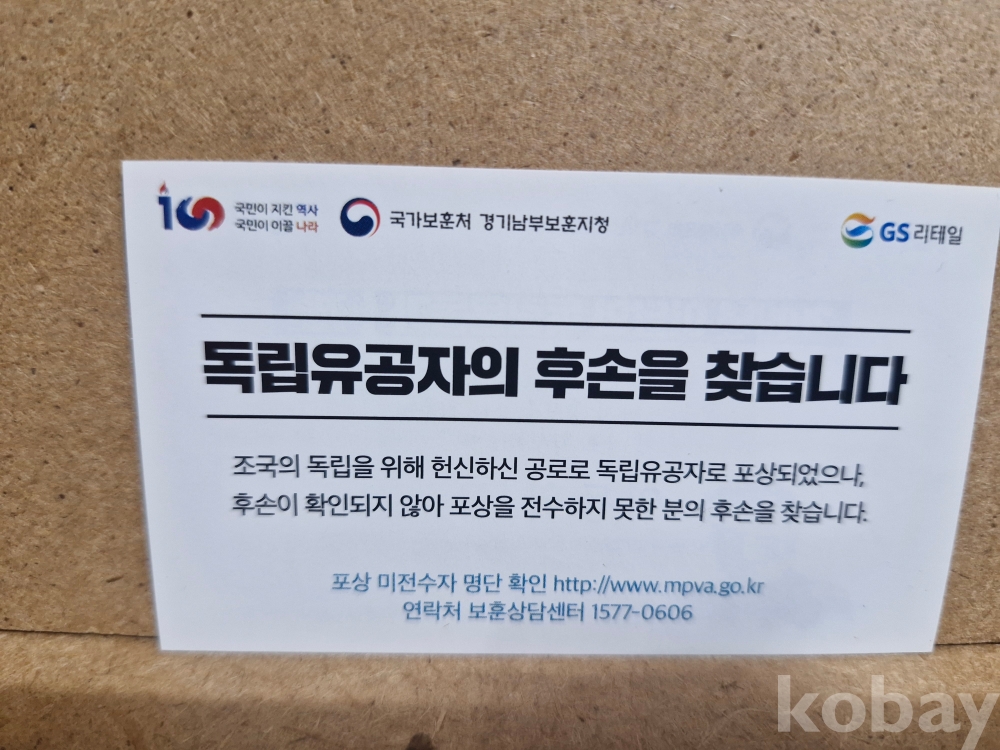 100
국민이 지킨 역사
국민이 이끌 나라
국가보훈처 경기남부보훈지청
GS리테일
독립유공자의 후손을 찾습니다
조국의 독립을 위해 헌신하신 공로로 독립유공자로 포상되었으나,
후손이 확인되지 않아 포상을 전수하지 못한 분의 후손을 찾습니다.
포상 미전수자 명단 확인 http://www.mpva.go.kr
연락처 보훈상담센터 1577-0606
kobay